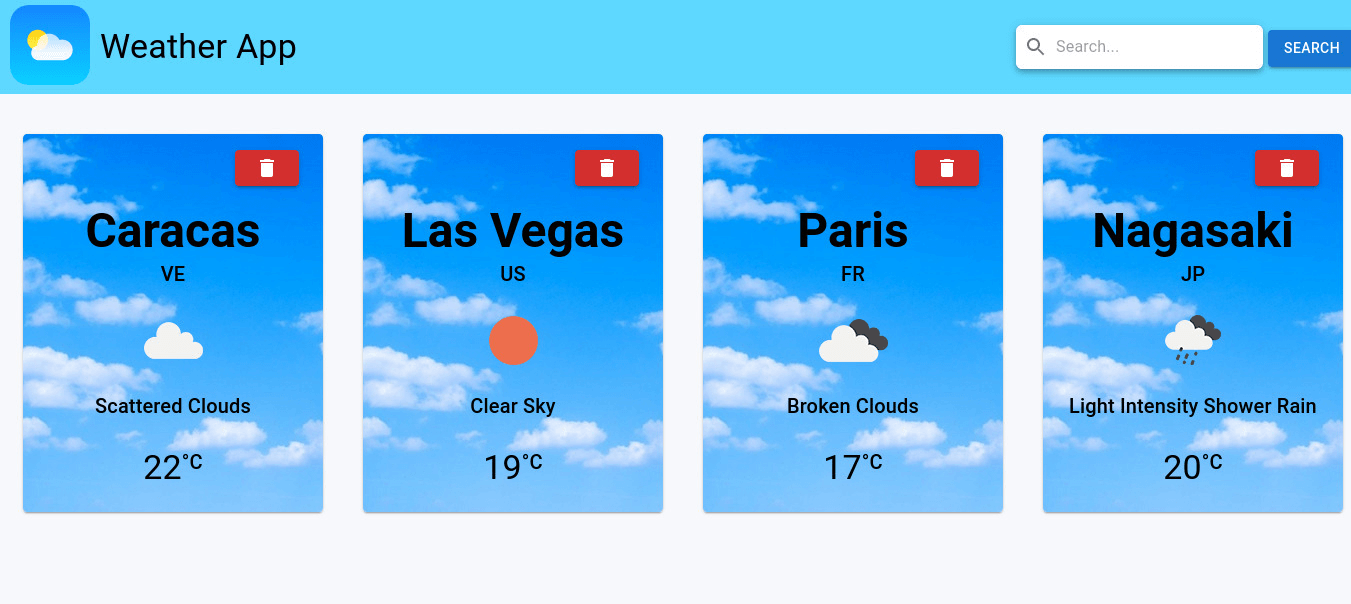 Weather App
Search...
SEARCH
Caracas
VE
Scattered Clouds
22°C
Las Vegas
US
Clear Sky
19°C
Paris
FR
Broken Clouds
17°C
Nagasaki
JP
Light Intensity Shower Rain
20°C